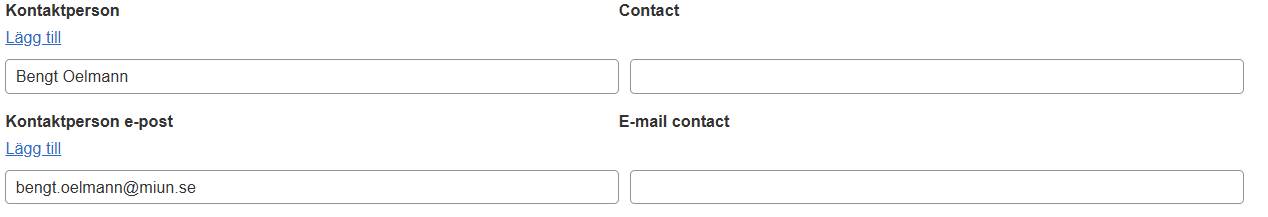 Kontaktperson
Contact
Lägg till
Bengt Oelmann
Kontaktperson e-post
E-mail contact
Lägg till
bengt.oelmann@miun.se